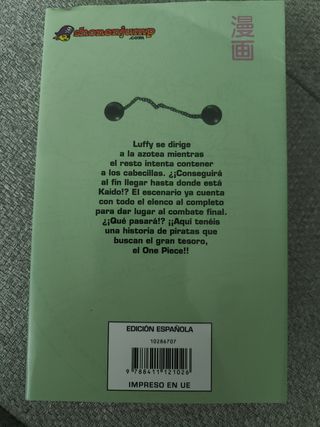 shonenjump
.com
漫画
Luffy se dirige
a la azotea mientras
el resto intenta contener
a los cabecillas. ¿¡Conseguirá
al fin llegar hasta donde está
Kaido!? El escenario ya cuenta
con todo el elenco al completo
para dar lugar al combate final.
¿¡Qué pasará!? ¡¡Aquí tenéis
una historia de piratas que
buscan el gran tesoro,
el One Piece!!
EDICIÓN ESPAÑOLA
10286707
9 788411 121026
IMPRESO EN UE